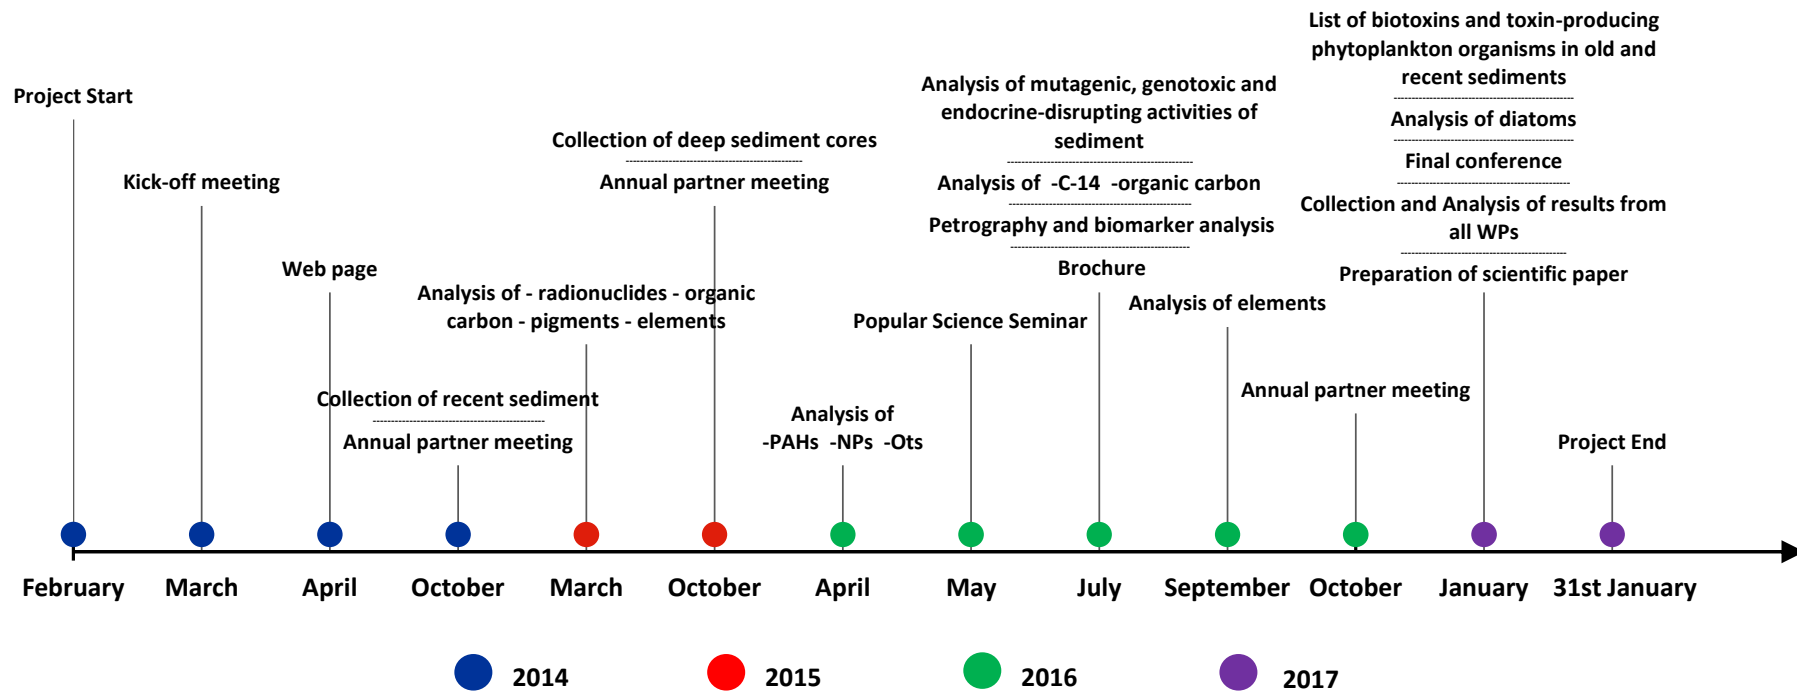 Project Start
Kick-off meeting
Web page
Collection of recent sediment
Annual partner meeting
Analysis of - radionuclides - organic
carbon - pigments - elements
Collection of deep sediment cores
Annual partner meeting
Analysis of
-PAHs -NPs -Ots
Popular Science Seminar
Analysis of mutagenic, genotoxic and
endocrine-disrupting activities of
sediment
Analysis of -C-14 -organic carbon
Petrography and biomarker analysis
Brochure
Analysis of elements
Annual partner meeting
List of biotoxins and toxin-producing
phytoplankton organisms in old and
recent sediments
Analysis of diatoms
Final conference
Collection and Analysis of results from
all WPs
Preparation of scientific paper
Project End
February
March
April
October
March
October
April
May
July
September
October
January
31st January
2014
2015
2016
2017